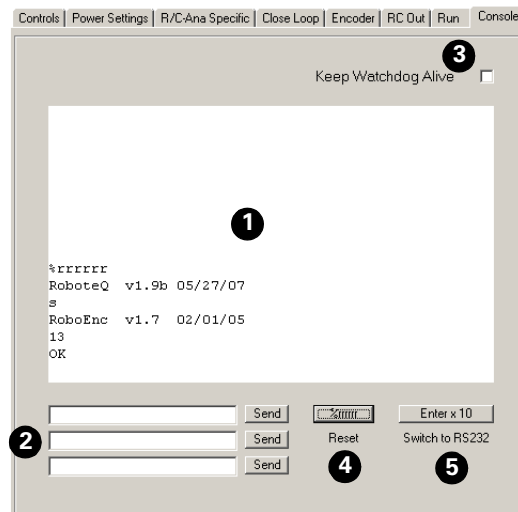 Controls Power Settings R/C-Ana Specific Close Loop Encoder RC Out Run Console
3
Keep Watchdog Alive
1
%rrrrrr
RoboteQ v1.9b 05/27/07
s
RoboEnc v1.7 02/01/05
13
OK
Send %rrrrrr Enter x 10
2 Send Reset Switch to RS232
Send 4 5